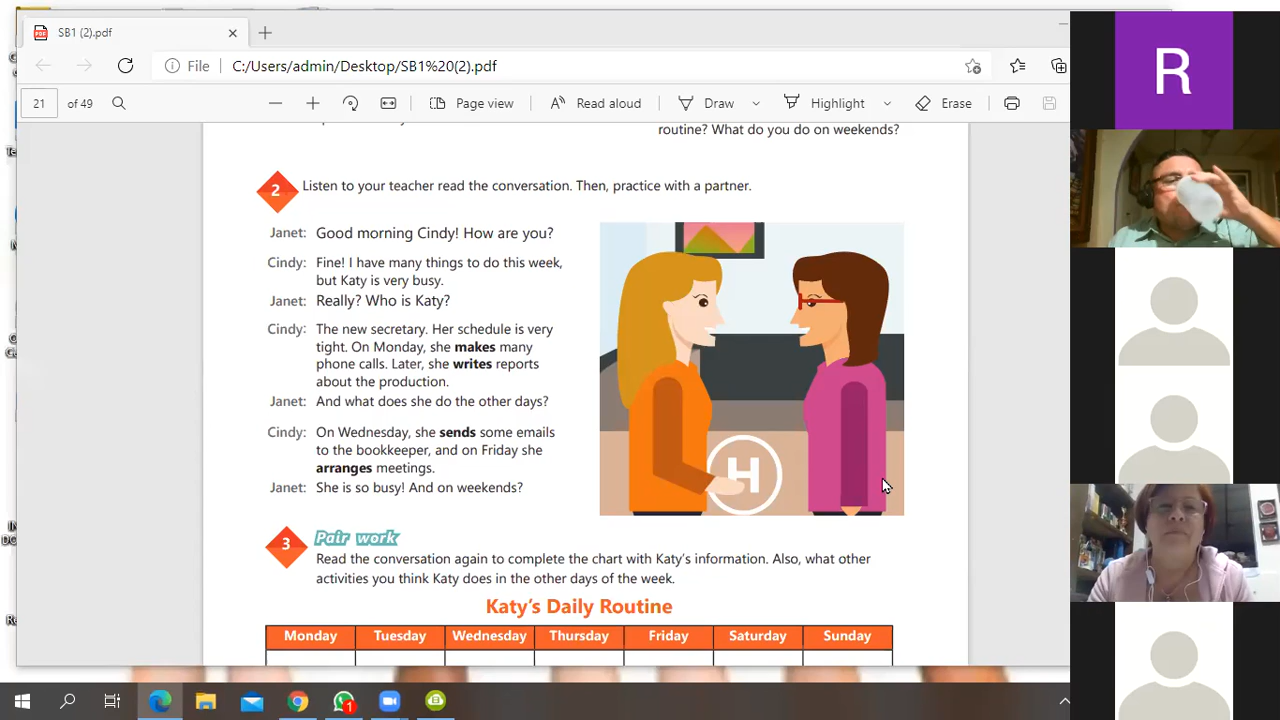 SB1 (2).pdf
File
C:/Users/admin/Desktop/SB1%20(2).pdf
21 of 49
Page view
Read aloud
Draw
Highlight
Erase
R
routine? What do you do on weekends?
2 Listen to your teacher read the conversation. Then, practice with a partner.
Janet: Good morning Cindy! How are you?
Cindy: Fine! I have many things to do this week,
but Katy is very busy.
Janet: Really? Who is Katy?
Cindy: The new secretary. Her schedule is very
tight. On Monday, she makes many
phone calls. Later, she writes reports
about the production.
Janet: And what does she do the other days?
Cindy: On Wednesday, she sends some emails
to the bookkeeper, and on Friday she
arranges meetings.
Janet: She is so busy! And on weekends?
H
3 Pair work
Read the conversation again to complete the chart with Katy's information. Also, what other
activities you think Katy does in the other days of the week.
Katy's Daily Routine
Monday Tuesday Wednesday Thursday Friday Saturday Sunday
1